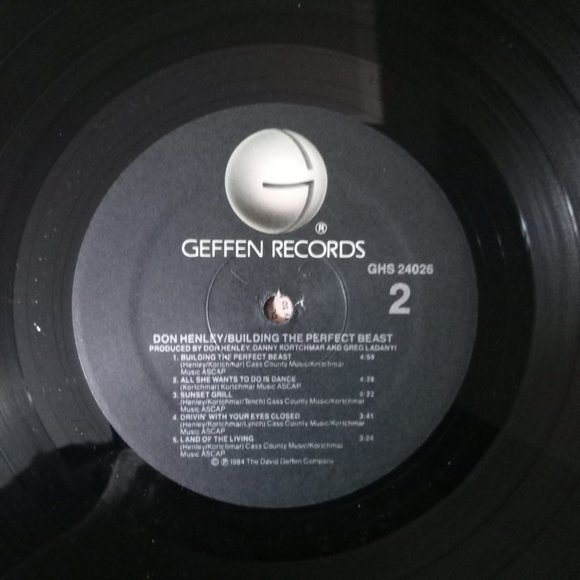 ®
GEFFEN RECORDS
GHS 24026
2
DON HENLEY/BUILDING THE PERFECT BEAST
PRODUCED BY DON HENLEY, DANNY KORTCHMAR AND GREG LADANYI
1. BUILDING THE PERFECT BEAST 4:59
(Henley/Kortchmar) Cass County Music/Kortchmar
Music ASCAP
2. ALL SHE WANTS TO DO IS DANCE 4:28
(Kortchmar) Kortchmar Music ASCAP
3. SUNSET GRILL 6:22
(Henley/Kortchmar/Tench) Cass County Music/Kortchmar
Music ASCAP
4. DRIVIN' WITH YOUR EYES CLOSED 3:41
(Henley/Kortchmar/Lynch) Cass County Music/Kortchmar
Music ASCAP
5. LAND OF THE LIVING 3:24
(Henley/Kortchmar) Cass County Music/Kortchmar
Music ASCAP
© ℗ 1984 The David Geffen Company